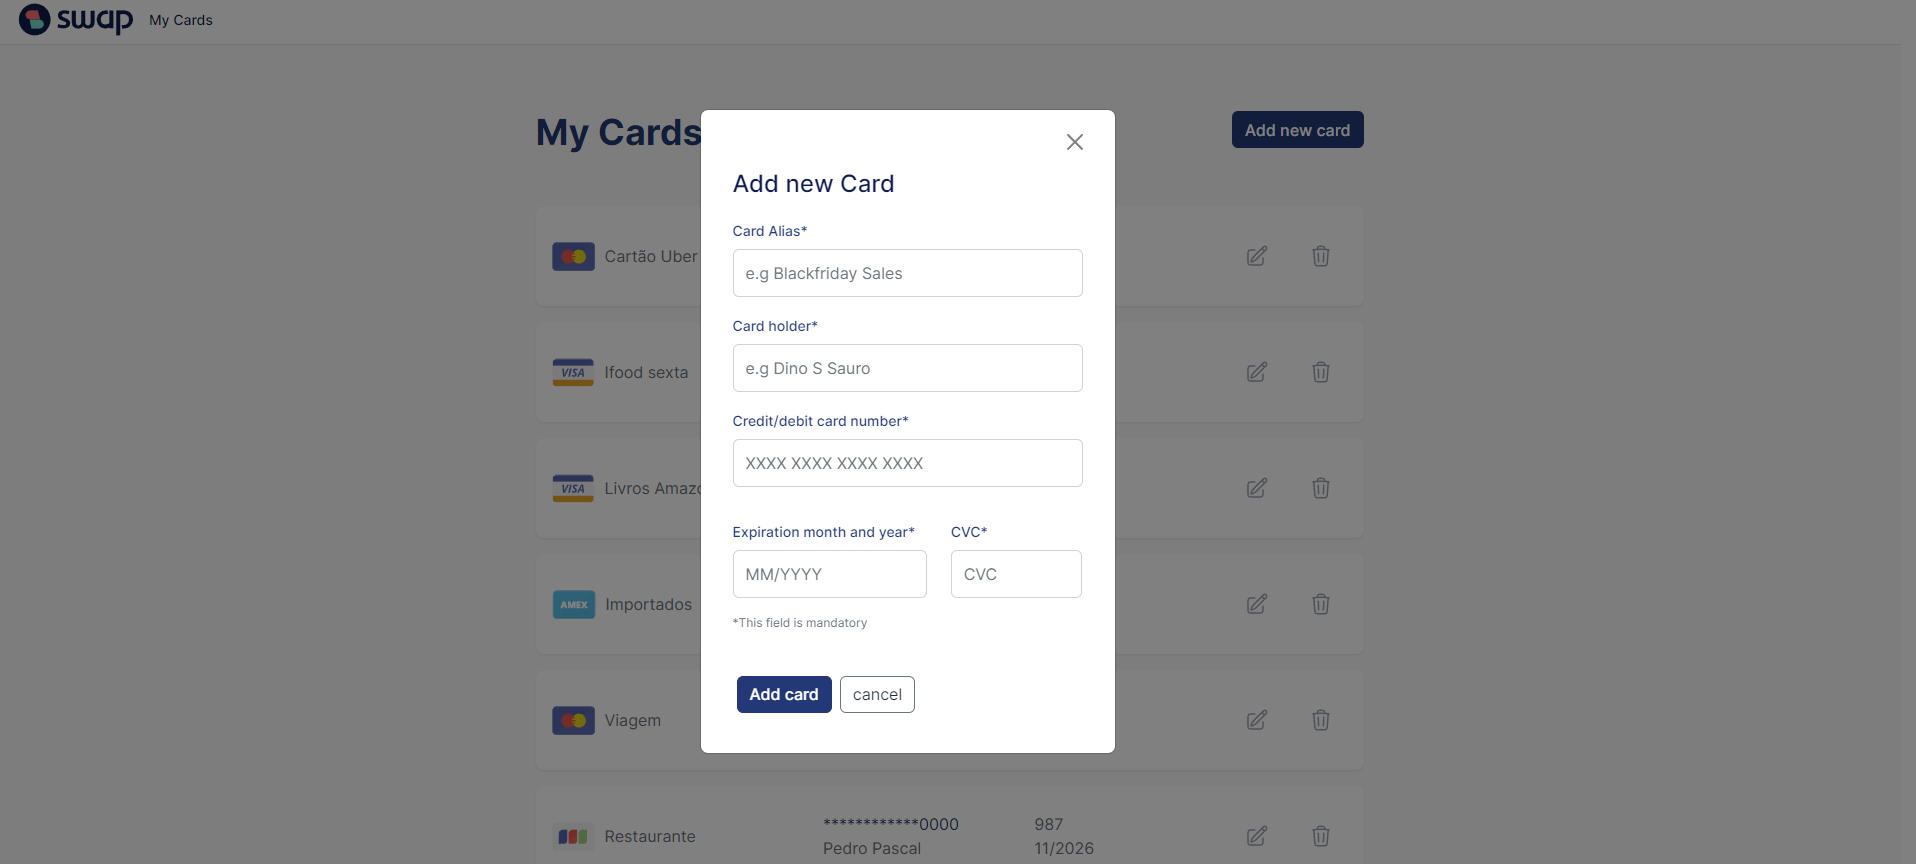 swap My Cards
My Cards
Add new card
Add new Card
Card Alias*
e.g Blackfriday Sales
Card holder*
e.g Dino S Sauro
Credit/debit card number*
XXXX XXXX XXXX XXXX
Expiration month and year* CVC*
MM/YYYY CVC
*This field is mandatory
Add card cancel
Cartão Uber
VISA Ifood sexta
VISA Livros Amazo
AMEX Importados
Viagem
Restaurante
************0000 987
Pedro Pascal 11/2026